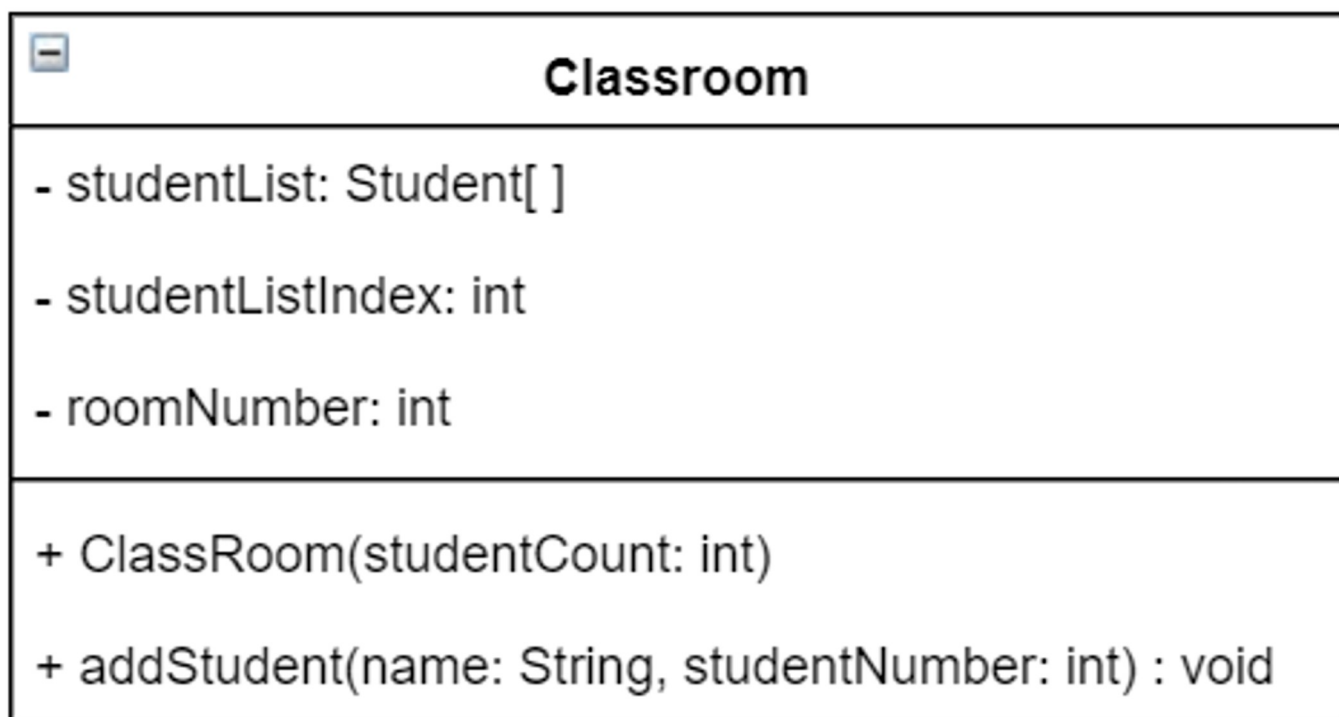 Classroom
- studentList: Student[ ]
- studentListIndex: int
- roomNumber: int
+ ClassRoom(studentCount: int)
+ addStudent(name: String, studentNumber: int) : void